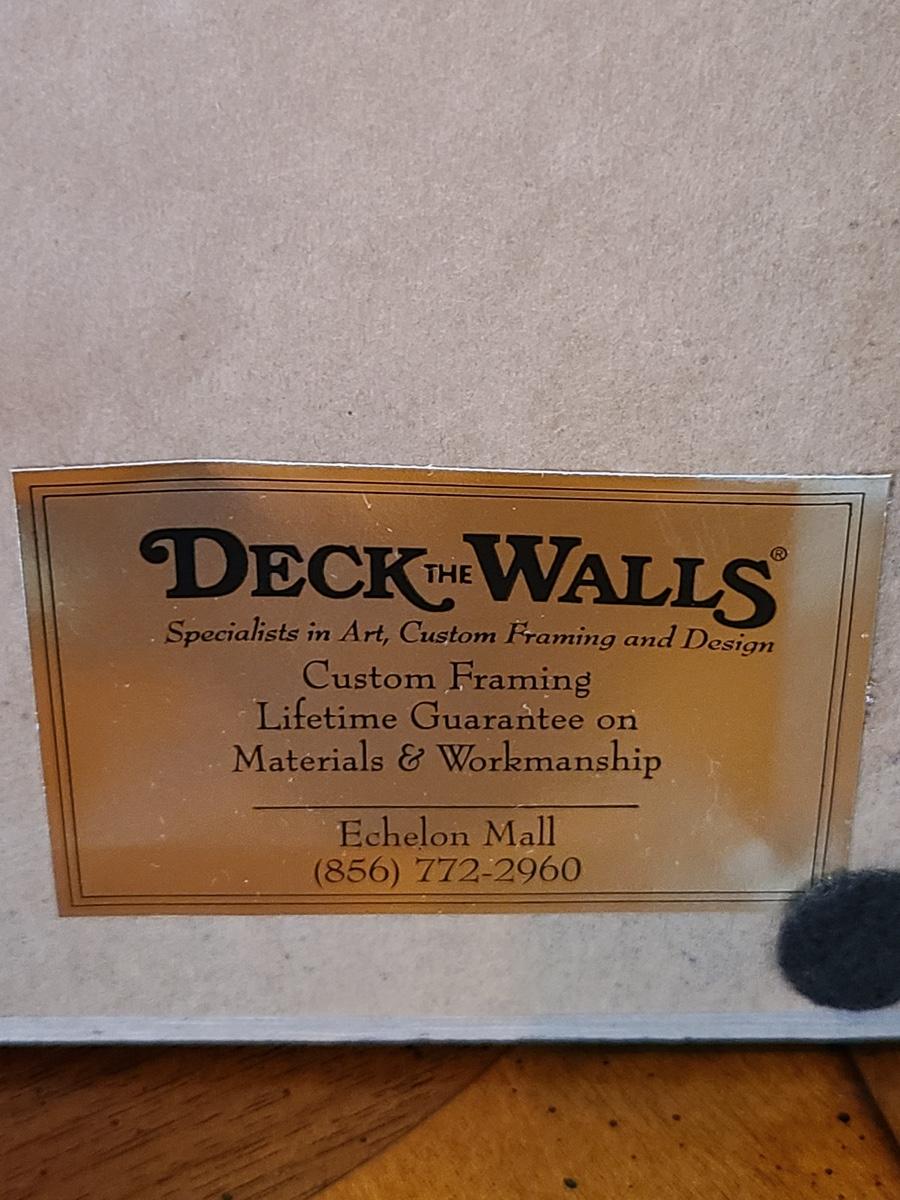 DECK THE WALLS®
Specialists in Art, Custom Framing and Design
Custom Framing
Lifetime Guarantee on
Materials & Workmanship
Echelon Mall
(856) 772-2960